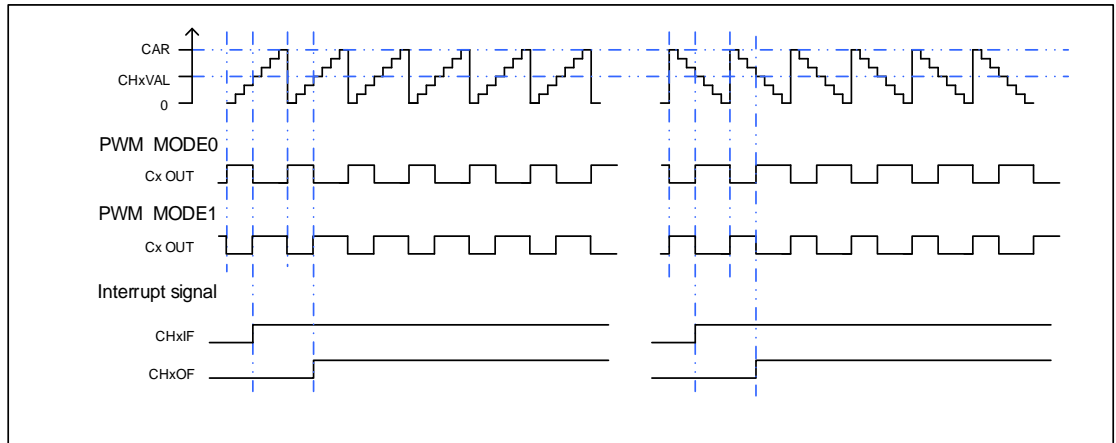 CAR
CHxVAL
0
PWM MODE0
Cx OUT
PWM MODE1
Cx OUT
Interrupt signal
CHxIF
CHxOF